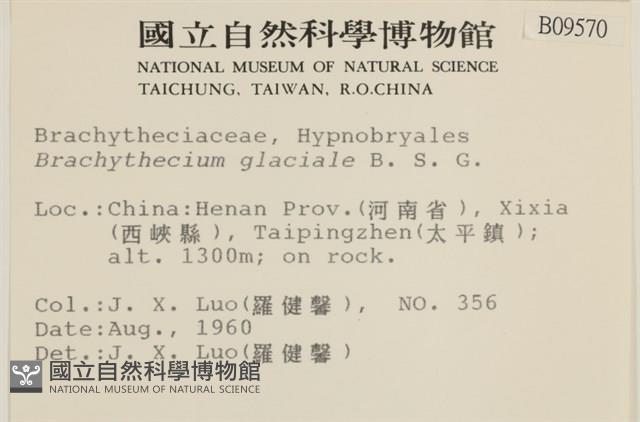 國立自然科學博物館
B09570
NATIONAL MUSEUM OF NATURAL SCIENCE
TAICHUNG, TAIWAN, R.O.CHINA
Brachytheciaceae, Hypnobryales
Brachythecium glaciale B. S. G.
Loc.:China:Henan Prov.(河南省), Xixia
(西峽縣), Taipingzhen(太平鎮);
alt. 1300m; on rock.
Col.:J. X. Luo(羅健馨), NO. 356
Date:Aug., 1960
Det.:J. X. Luo(羅健馨)
國立自然科學博物館
NATIONAL MUSEUM OF NATURAL SCIENCE